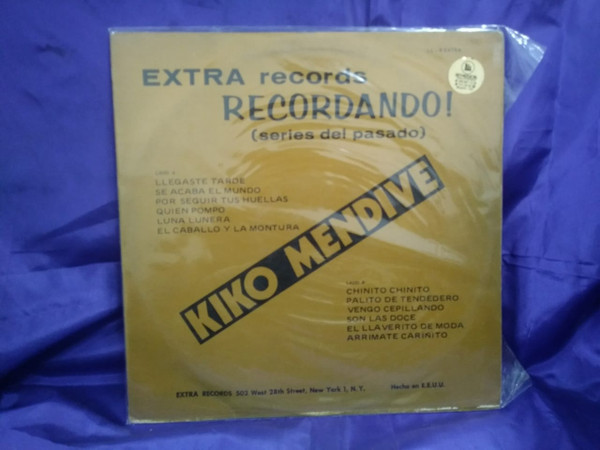 EXTRA records
RECORDANDO!
(series del pasado)
LADO A
LLEGASTE TARDE
SE ACABA EL MUNDO
POR SEGUIR TUS HUELLAS
QUIEN POMPO
LUNA LUNERA
EL CABALLO Y LA MONTURA
KIKO MENDIVE
LADO B
CHINITO CHINITO
PALITO DE TENDEDERO
VENGO CEPILLANDO
SON LAS DOCE
EL LLAVERITO DE MODA
ARRIMATE CARIÑITO
EXTRA RECORDS 502 West 28th Street, New York 1, N.Y. Hecho en E.E.U.U.